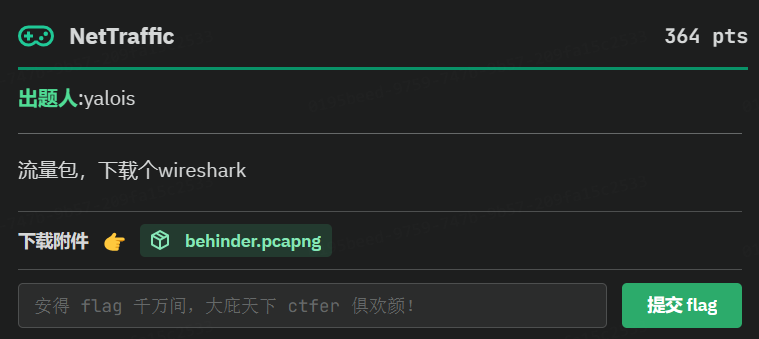 NetTraffic
364 pts
出题人:yalois
流量包，下载个wireshark
下载附件 👉 behinder.pcapng
安得 flag 千万间，大庇天下 ctfer 俱欢颜！
提交 flag